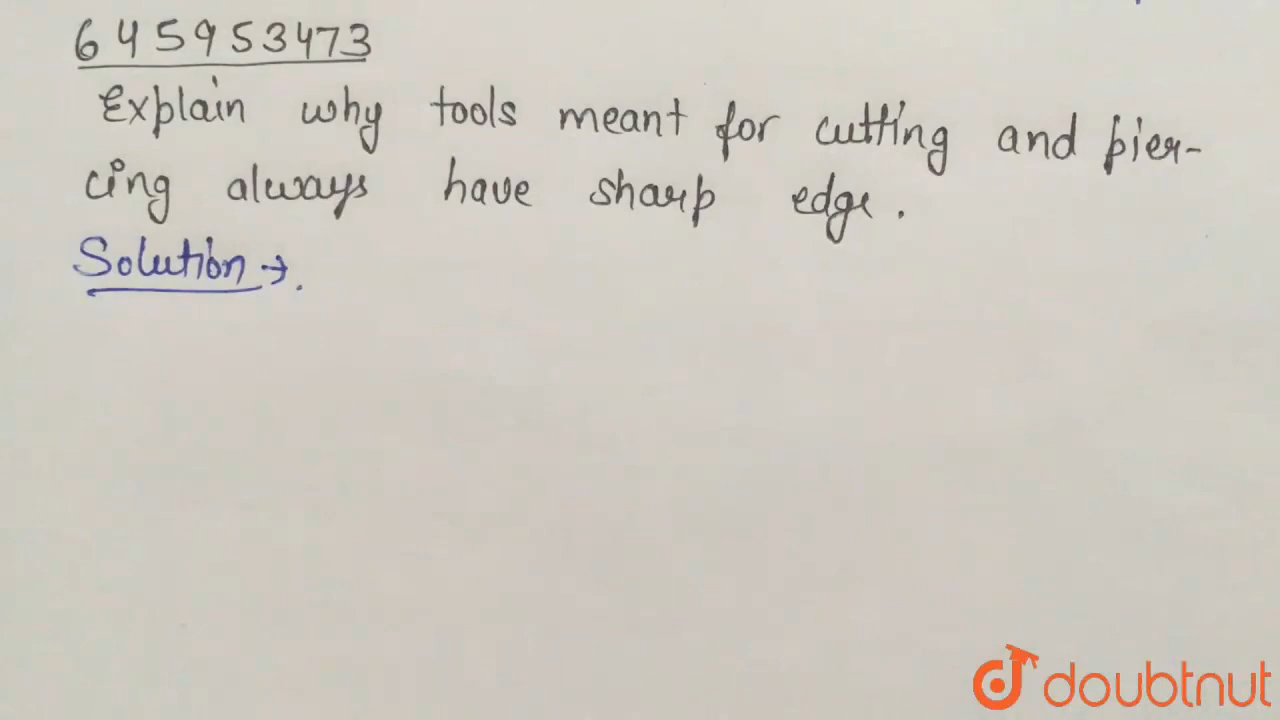 645953473
Explain why tools meant for cutting and pier-
cing always have sharp edge.
Solution →.
doubtnut